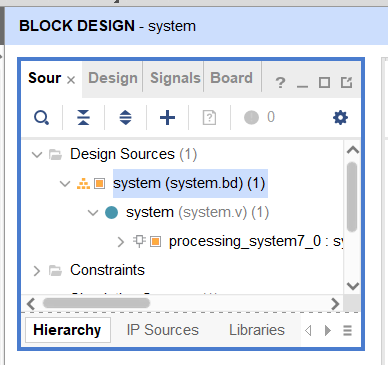 BLOCK DESIGN - system
Sour × Design Signals Board ?
0
Design Sources (1)
system (system.bd) (1)
system (system.v) (1)
processing_system7_0 :
Constraints
Hierarchy IP Sources Libraries